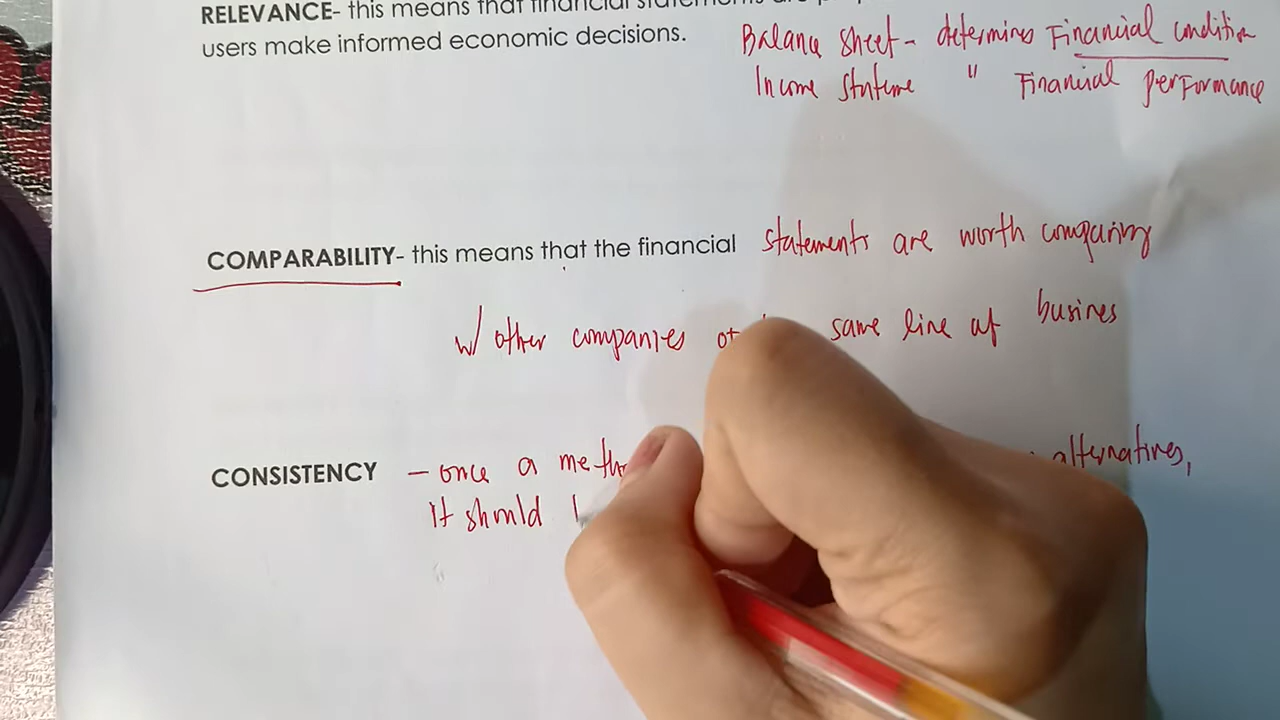 RELEVANCE- this means that financial statements are
users make informed economic decisions.
Balance sheet - determines Financial condition
Income stateme " Financial performance
COMPARABILITY- this means that the financial statements are worth comparing
w/ other companies of same line of busines
CONSISTENCY - once a alternatives,
it should